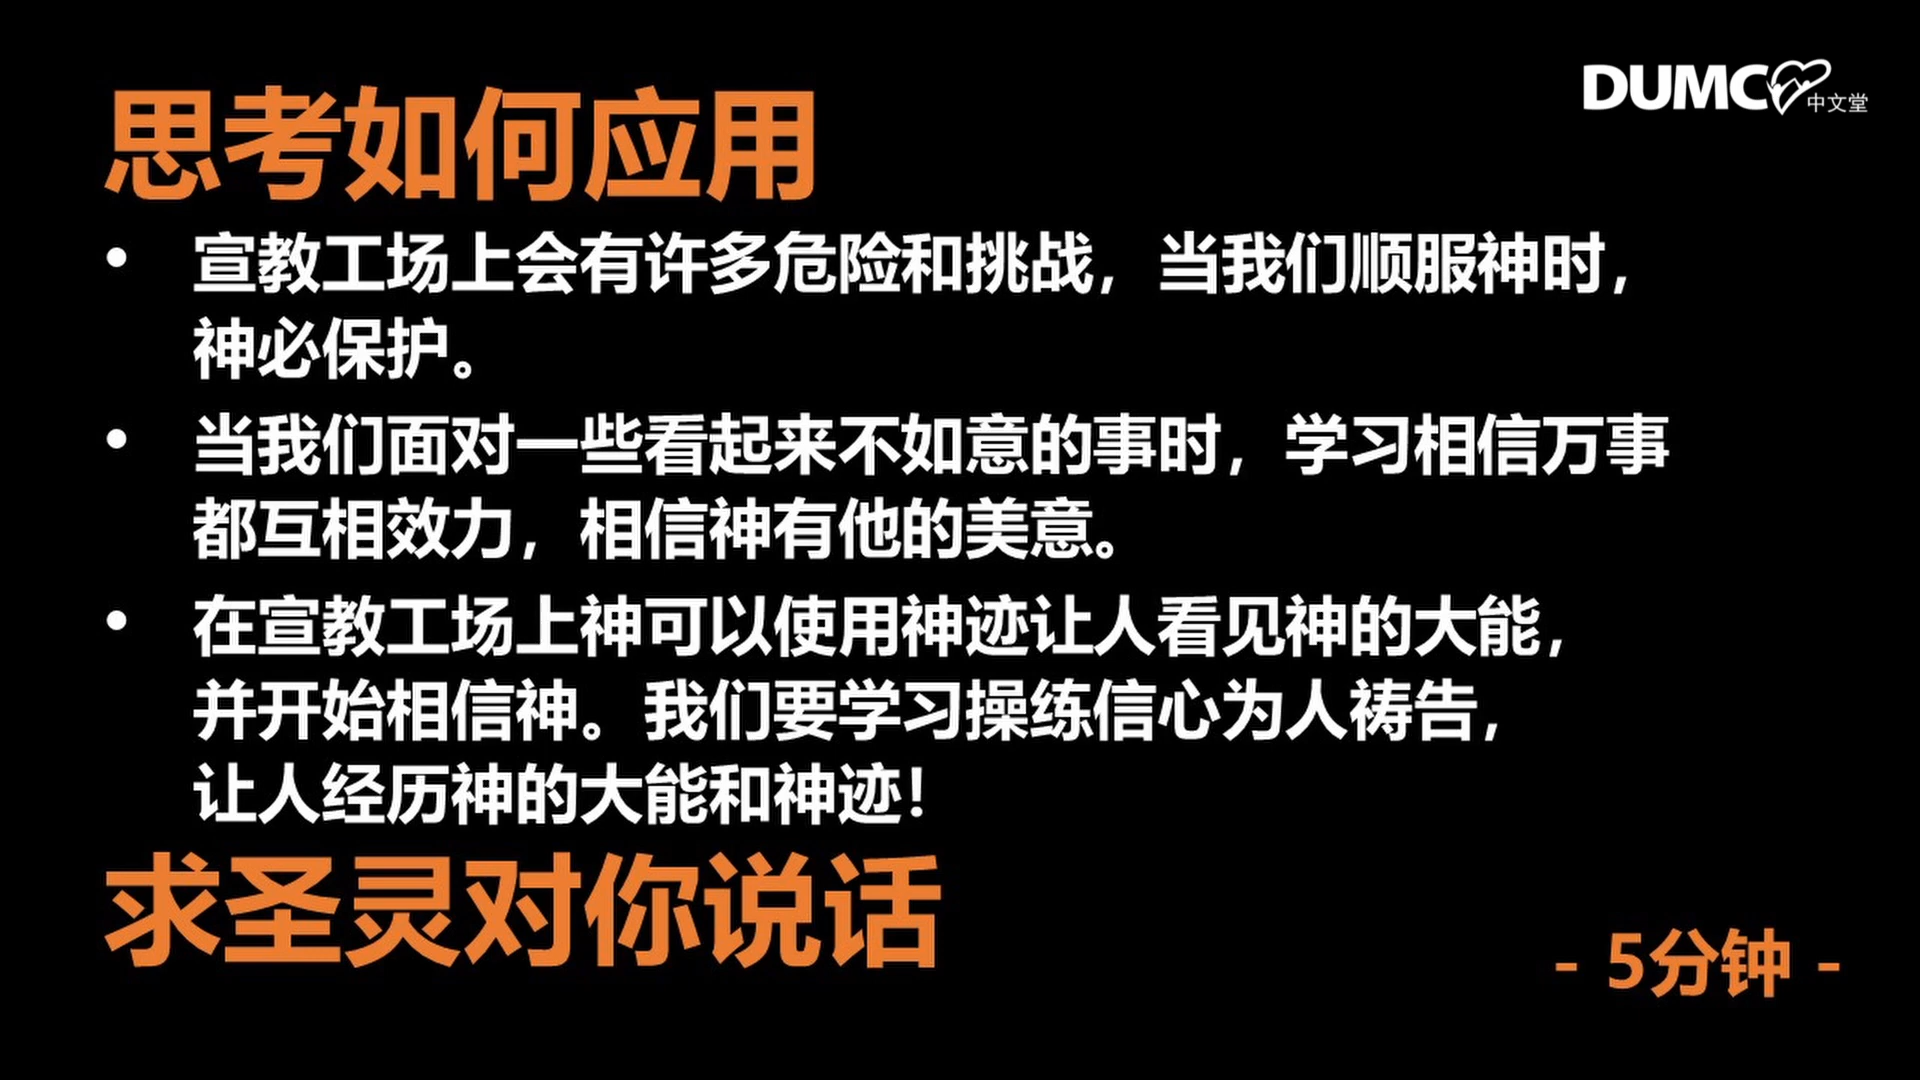 DUMC中文堂
思考如何应用
• 宣教工场上会有许多危险和挑战，当我们顺服神时，
神必保护。
• 当我们面对一些看起来不如意的事时，学习相信万事
都互相效力，相信神有他的美意。
• 在宣教工场上神可以使用神迹让人看见神的大能，
并开始相信神。我们要学习操练信心为人祷告，
让人经历神的大能和神迹！
求圣灵对你说话
- 5分钟 -